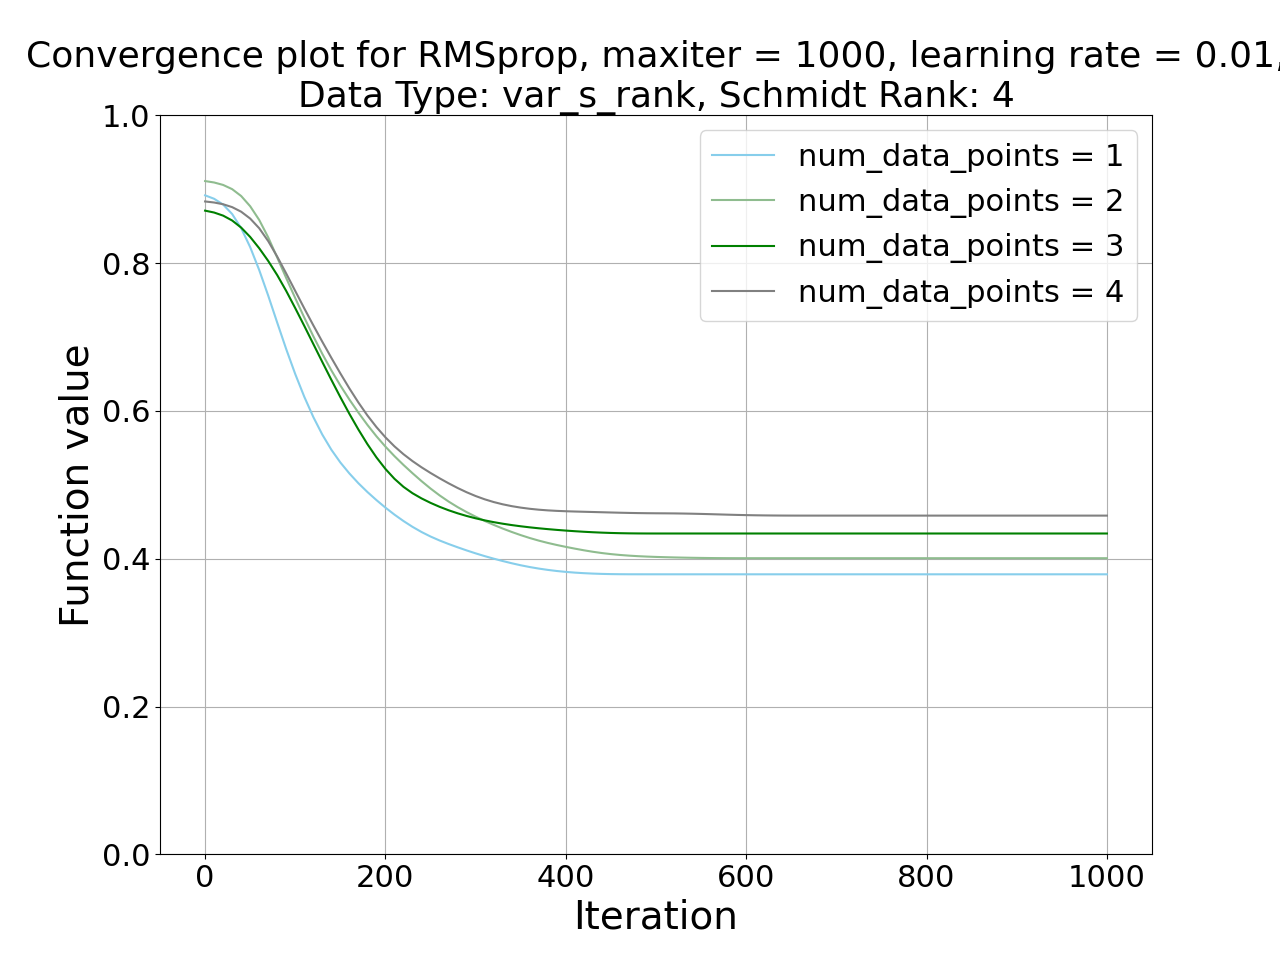 Convergence plot for RMSprop, maxiter = 1000, learning rate = 0.01,
Data Type: var_s_rank, Schmidt Rank: 4
1.0
0.8
0.6
0.4
0.2
0.0
Function value
num_data_points = 1
num_data_points = 2
num_data_points = 3
num_data_points = 4
0 200 400 600 800 1000
Iteration